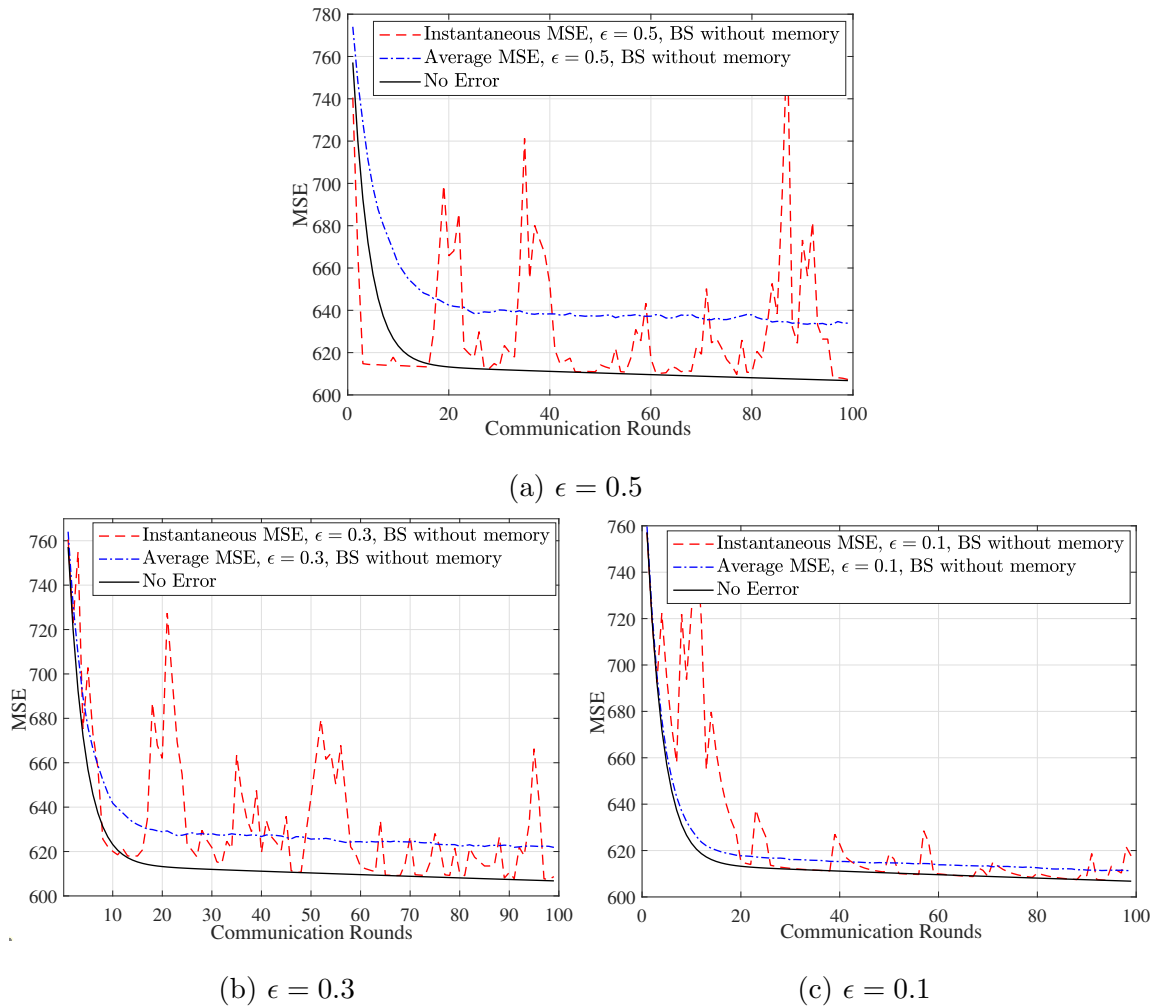 780
760
740
720
700
680
660
640
620
600
MSE
Instantaneous MSE, ϵ = 0.5, BS without memory
Average MSE, ϵ = 0.5, BS without memory
No Error
0 20 40 60 80 100
Communication Rounds
(a) ϵ = 0.5
760
740
720
700
680
660
640
620
600
MSE
Instantaneous MSE, ϵ = 0.3, BS without memory
Average MSE, ϵ = 0.3, BS without memory
No Error
10 20 30 40 50 60 70 80 90 100
Communication Rounds
(b) ϵ = 0.3
760
740
720
700
680
660
640
620
600
MSE
Instantaneous MSE, ϵ = 0.1, BS without memory
Average MSE, ϵ = 0.1, BS without memory
No Eerror
0 20 40 60 80 100
Communication Rounds
(c) ϵ = 0.1